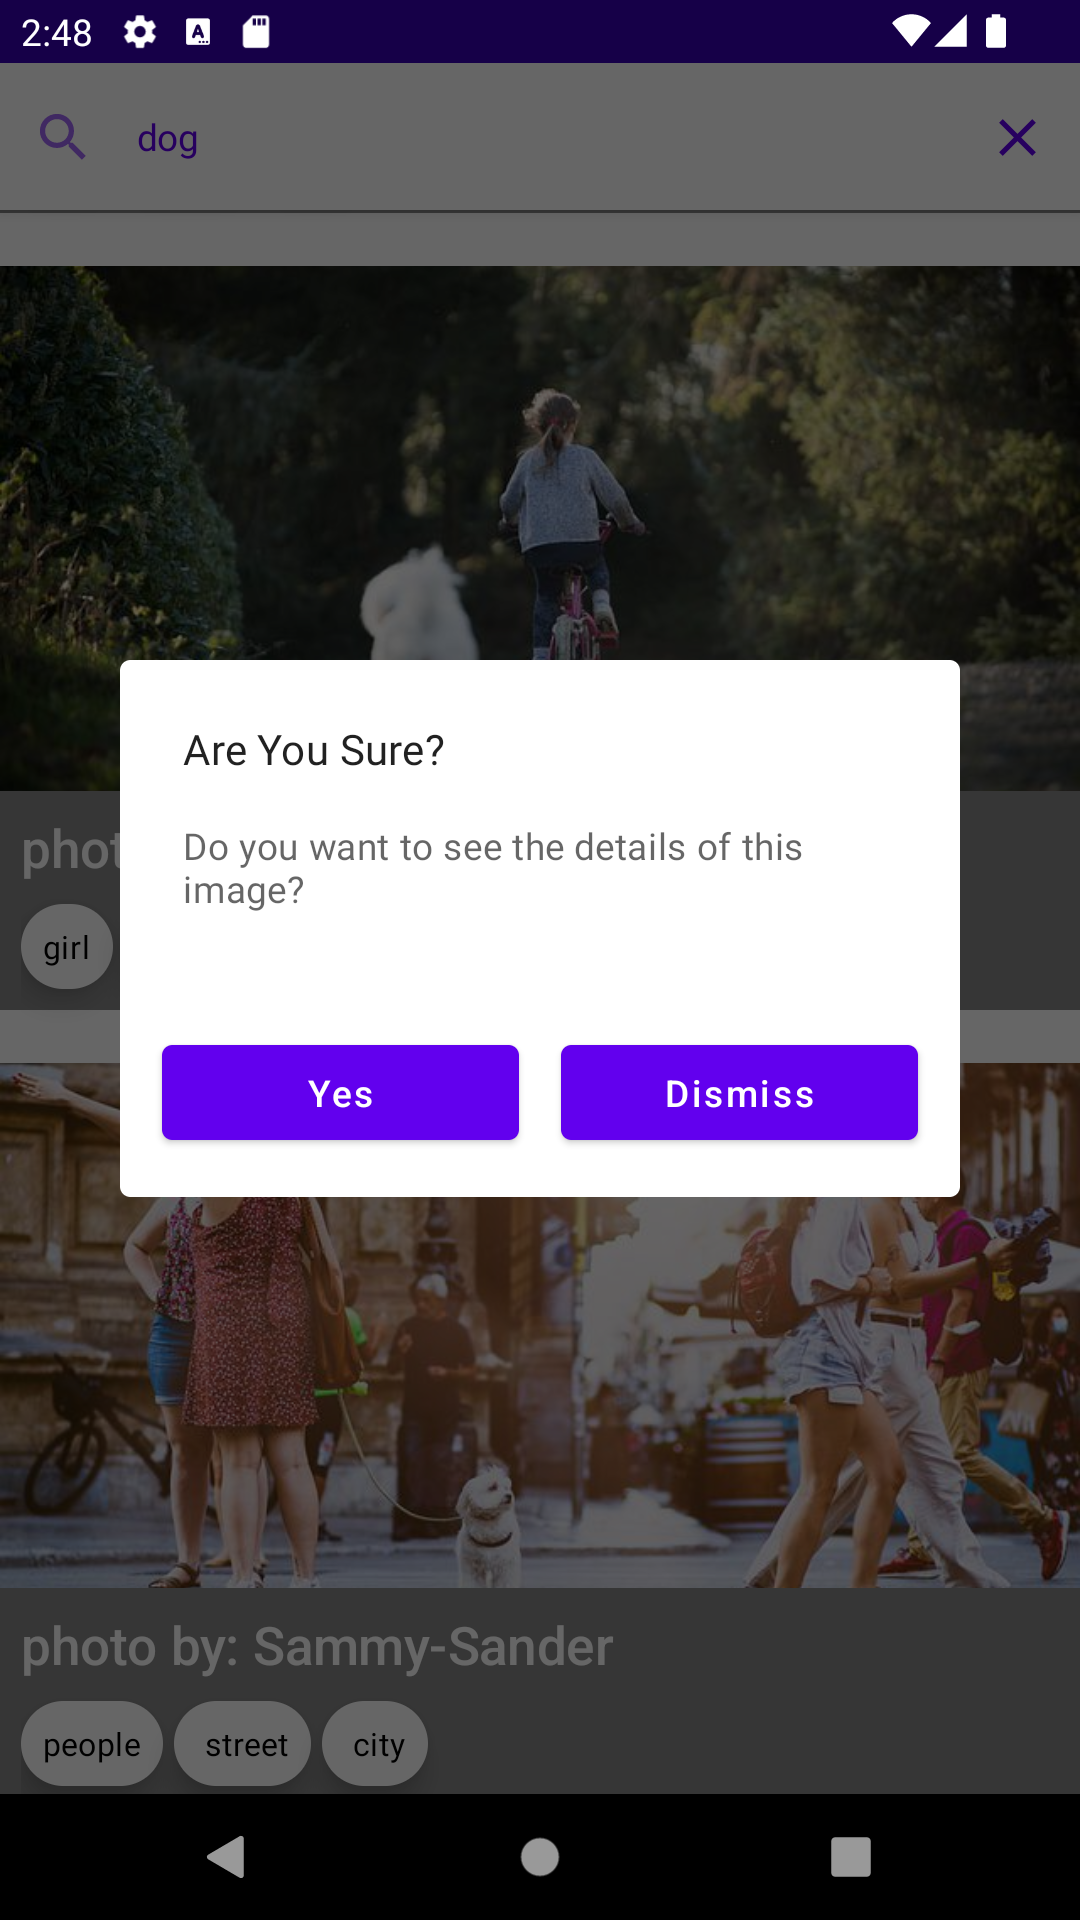 2:48
dog
Are You Sure?
Do you want to see the details of this
image?
Yes
Dismiss
girl
photo by: Sammy-Sander
people
street
city